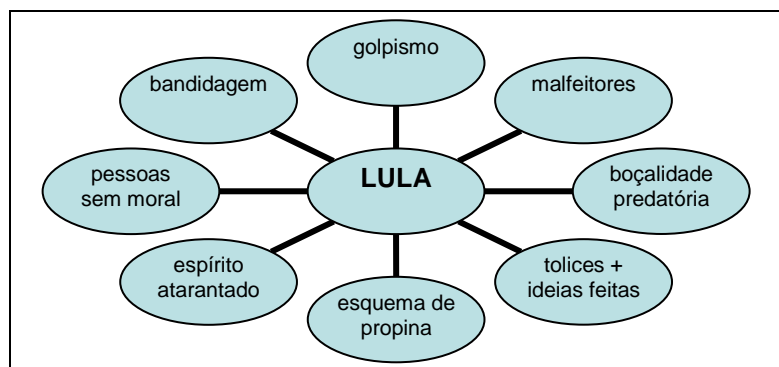 golpismo
bandidagem
malfeitores
pessoas
sem moral
LULA
boçalidade
predatória
espírito
atarantado
esquema de
propina
tolices +
ideias feitas